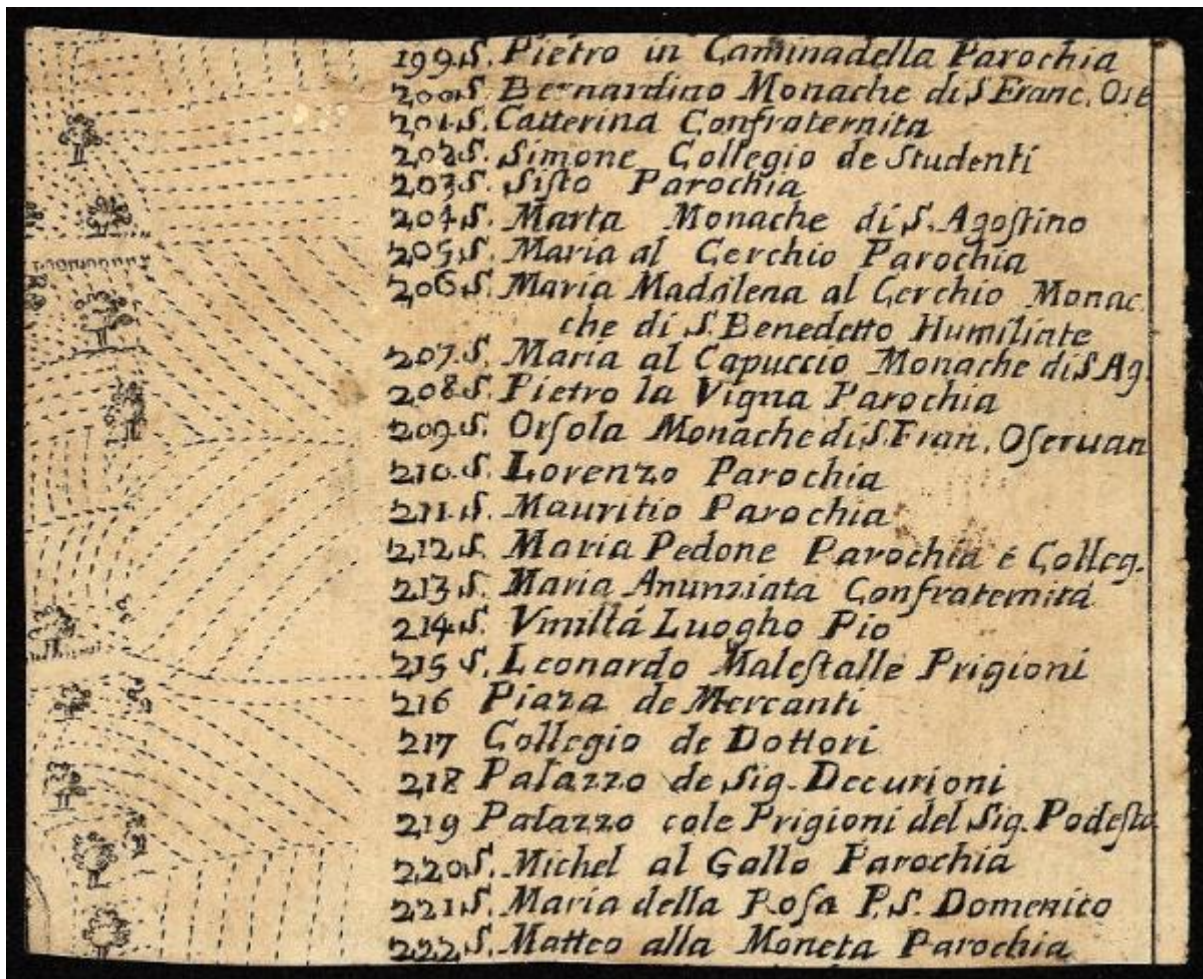 199 S. Pietro in Caminadella Parochia
200 S. Bernardino Monache di S Franc. Ose
201 S. Catterina Confraternita
202 S. Simone Collegio de Studenti
203 S. Sisto Parochia
204 S. Marta Monache di S. Agostino
205 S. Maria al Cerchio Parochia
206 S. Maria Madalena al Cerchio Monac
che di S. Benedetto Humiliate
207 S. Maria al Capuccio Monache di S Ag.
208 S. Pietro la Vigna Parochia
209 S. Orsola Monache di S. Fran. Oseruan
210 S. Lorenzo Parochia
211 S. Mauritio Parochia
212 S. Maria Pedone Parochia é Colleg.
213 S. Maria Anunziata Confraternitá
214 S. Vmiltá Luogho Pio
215 S. Leonardo Malestalle Prigioni
216 Piaza de Mercanti
217 Collegio de Dottori
218 Palazzo de Sig. Decurioni
219 Palazzo cole Prigioni del Sig. Podesta
220 S. Michel al Gallo Parochia
221 S. Maria della Rosa P. S. Domenico
222 S. Matteo alla Moneta Parochia